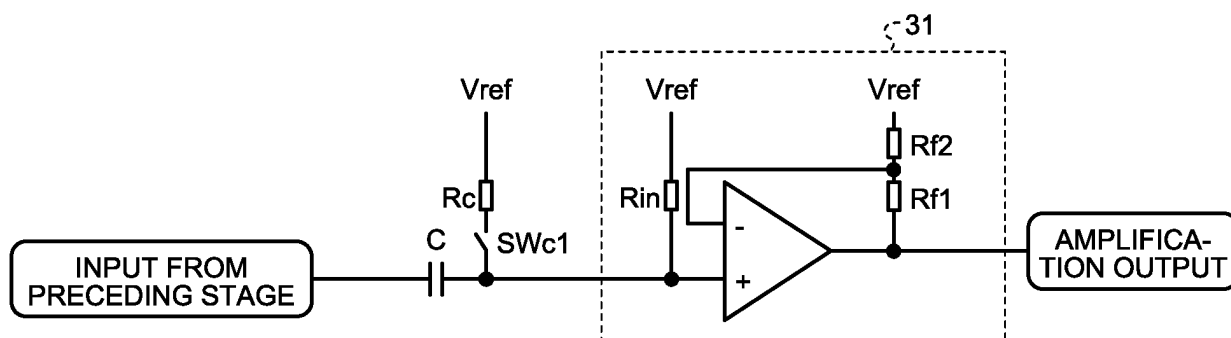 31
Vref
Vref
Vref
Rf2
Rc
Rin
Rf1
-
C
SWc1
+
INPUT FROM
PRECEDING STAGE
AMPLIFICA-
TION OUTPUT